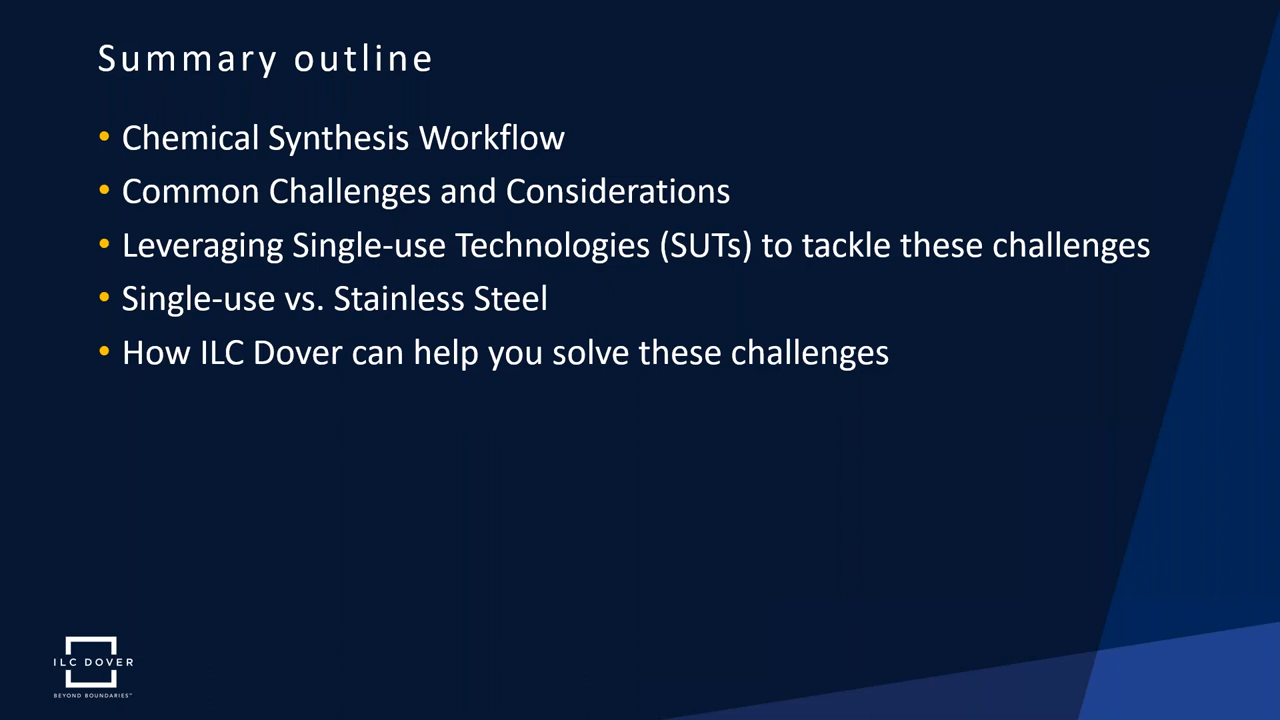 Summary outline
• Chemical Synthesis Workflow
• Common Challenges and Considerations
• Leveraging Single-use Technologies (SUTs) to tackle these challenges
• Single-use vs. Stainless Steel
• How ILC Dover can help you solve these challenges
ILC DOVER
BEYOND BOUNDARIES™